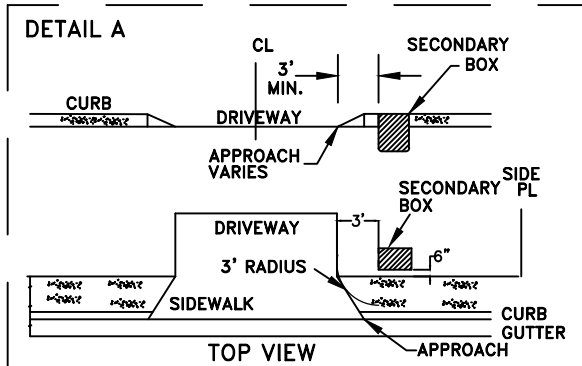 DETAIL A
CL
3'
MIN.
SECONDARY
BOX
CURB
DRIVEWAY
APPROACH
VARIES
SIDE
PL
SECONDARY
BOX
DRIVEWAY
3'
6"
3' RADIUS
SIDEWALK
CURB
GUTTER
APPROACH
TOP VIEW